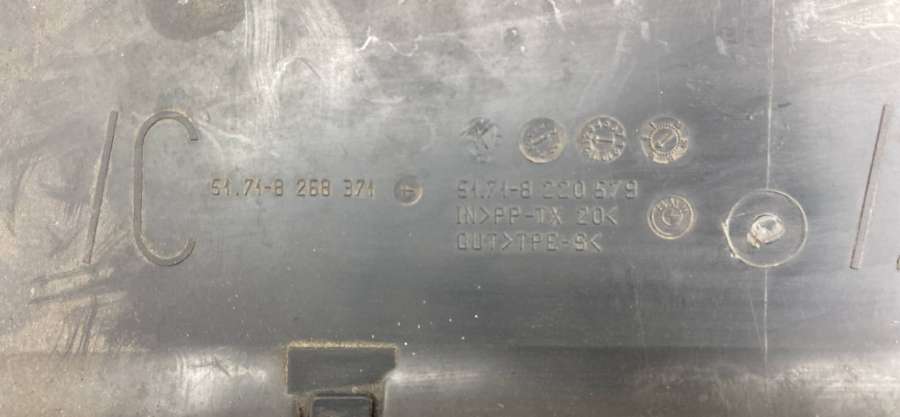 /C
51.71-8 268 371
51.71-8 220 579
IN>PP-TX 20<
OUT>TPE-S<